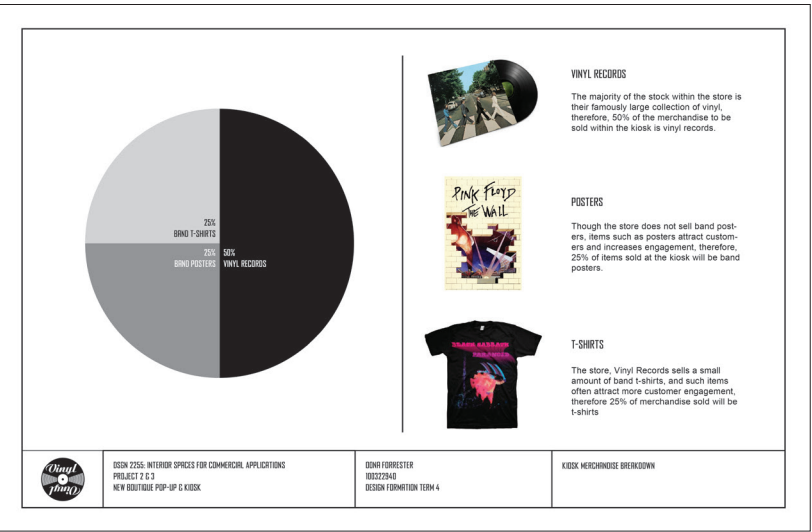 25%
BAND T-SHIRTS
25%
BAND POSTERS
50%
VINYL RECORDS
VINYL RECORDS
The majority of the stock within the store is
their famously large collection of vinyl,
therefore, 50% of the merchandise to be
sold within the kiosk is vinyl records.
PINK FLOYD
THE WALL
POSTERS
Though the store does not sell band post-
ers, items such as posters attract custom-
ers and increases engagement, therefore,
25% of items sold at the kiosk will be band
posters.
BLACK SABBATH
PARANOID
T-SHIRTS
The store, Vinyl Records sells a small
amount of band t-shirts, and such items
often attract more customer engagement,
therefore 25% of merchandise sold will be
t-shirts
Vinyl
Vinyl
DSGN 2255: INTERIOR SPACES FOR COMMERCIAL APPLICATIONS
PROJECT 2 & 3
NEW BOUTIQUE POP-UP & KIOSK
DONA FORRESTER
100322940
DESIGN FORMATION TERM 4
KIOSK MERCHANDISE BREAKDOWN